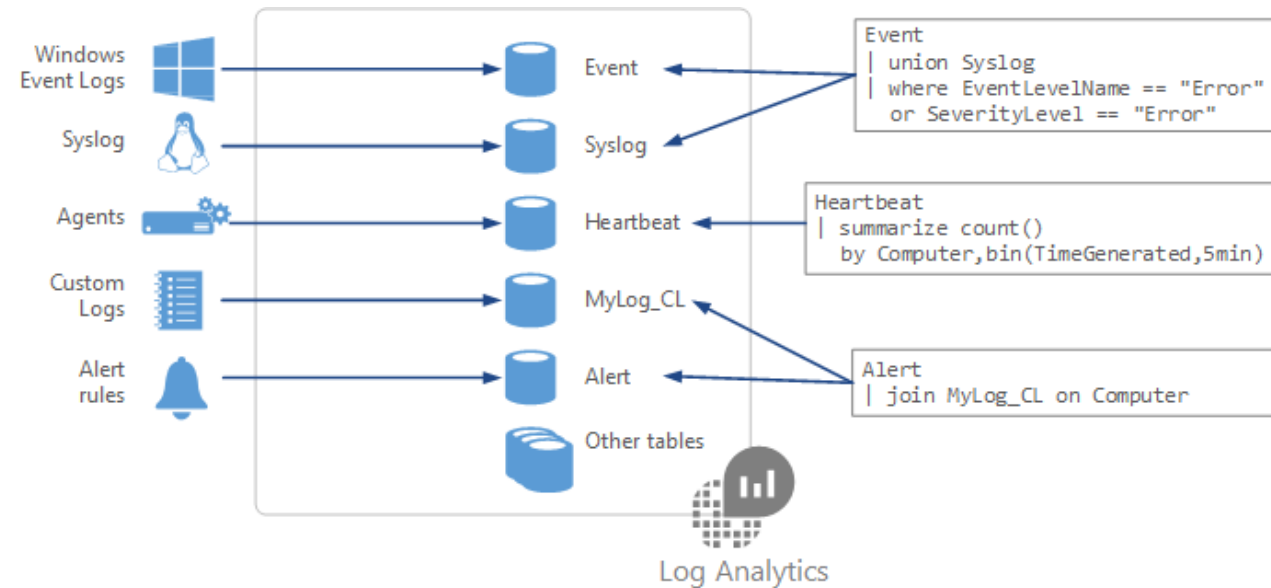 Windows
Event Logs
Event
Syslog
Syslog
Agents
Heartbeat
Custom
Logs
MyLog_CL
Alert
rules
Alert
Other tables
Event
| union Syslog
| where EventLevelName == "Error"
or SeverityLevel == "Error"
Heartbeat
| summarize count()
by Computer,bin(TimeGenerated,5min)
Alert
| join MyLog_CL on Computer
Log Analytics